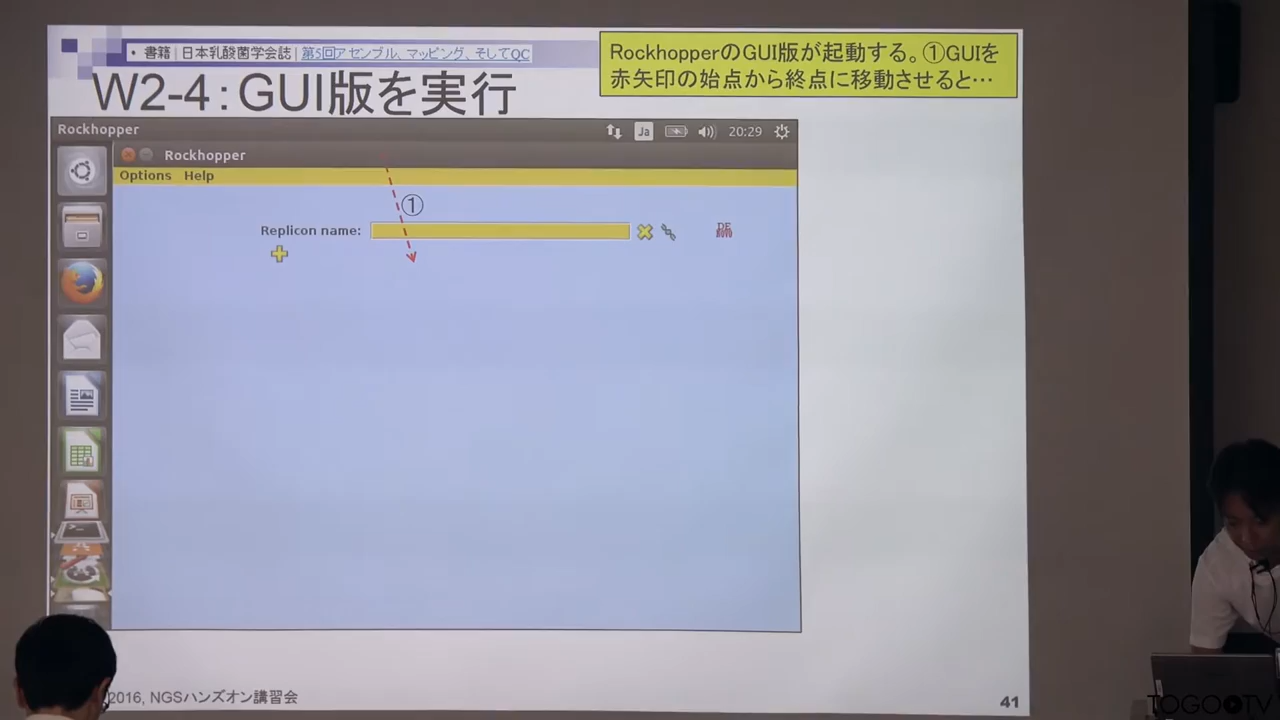 • 書籍 | 日本乳酸菌学会誌 | 第5回アセンブル、マッピング、そしてQC
W2-4：GUI版を実行
RockhopperのGUI版が起動する。①GUIを
赤矢印の始点から終点に移動させると…
Rockhopper
Ja
20:29
Rockhopper
Options Help
①
Replicon name:
DE
2016, NGSハンズオン講習会
41
TOGOTV